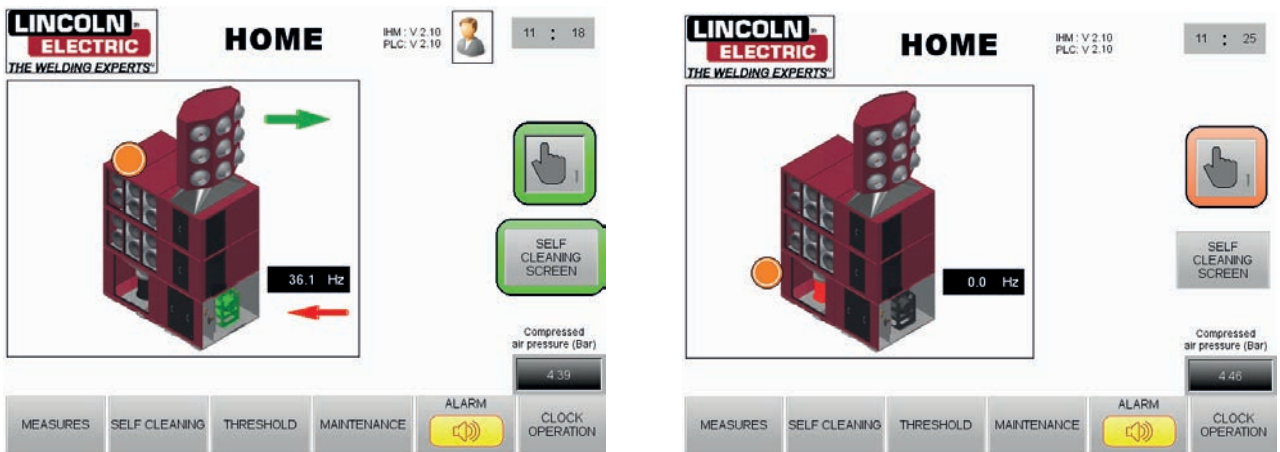 LINCOLN
ELECTRIC
THE WELDING EXPERTS®
HOME
IHM : V 2.10
PLC: V 2.10
11 : 18
SELF
CLEANING
SCREEN
36.1 Hz
Compressed
air pressure (Bar)
4.39
MEASURES
SELF CLEANING
THRESHOLD
MAINTENANCE
ALARM
CLOCK
OPERATION
LINCOLN
ELECTRIC
THE WELDING EXPERTS®
HOME
IHM : V 2.10
PLC: V 2.10
11 : 25
SELF
CLEANING
SCREEN
0.0 Hz
Compressed
air pressure (Bar)
4.46
MEASURES
SELF CLEANING
THRESHOLD
MAINTENANCE
ALARM
CLOCK
OPERATION